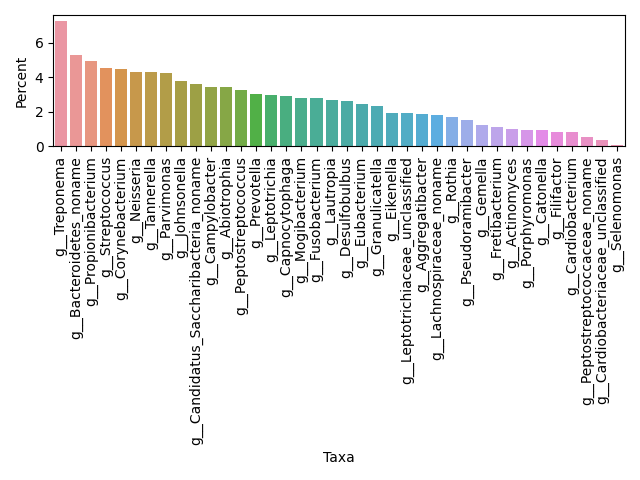 Percent
6
4
2
0
g__Treponema
g__Bacteroidetes_noname
g__Propionibacterium
g__Streptococcus
g__Corynebacterium
g__Neisseria
g__Tannerella
g__Parvimonas
g__Johnsonella
g__Candidatus_Saccharibacteria_noname
g__Campylobacter
g__Abiotrophia
g__Peptostreptococcus
g__Prevotella
g__Leptotrichia
g__Capnocytophaga
g__Mogibacterium
g__Fusobacterium
g__Lautropia
g__Desulfobulbus
g__Eubacterium
g__Granulicatella
g__Eikenella
g__Leptotrichiaceae_unclassified
g__Aggregatibacter
g__Lachnospiraceae_noname
g__Rothia
g__Pseudoramibacter
g__Gemella
g__Fretibacterium
g__Actinomyces
g__Porphyromonas
g__Catonella
g__Filifactor
g__Cardiobacterium
g__Peptostreptococcaceae_noname
g__Cardiobacteriaceae_unclassified
g__Selenomonas
Taxa